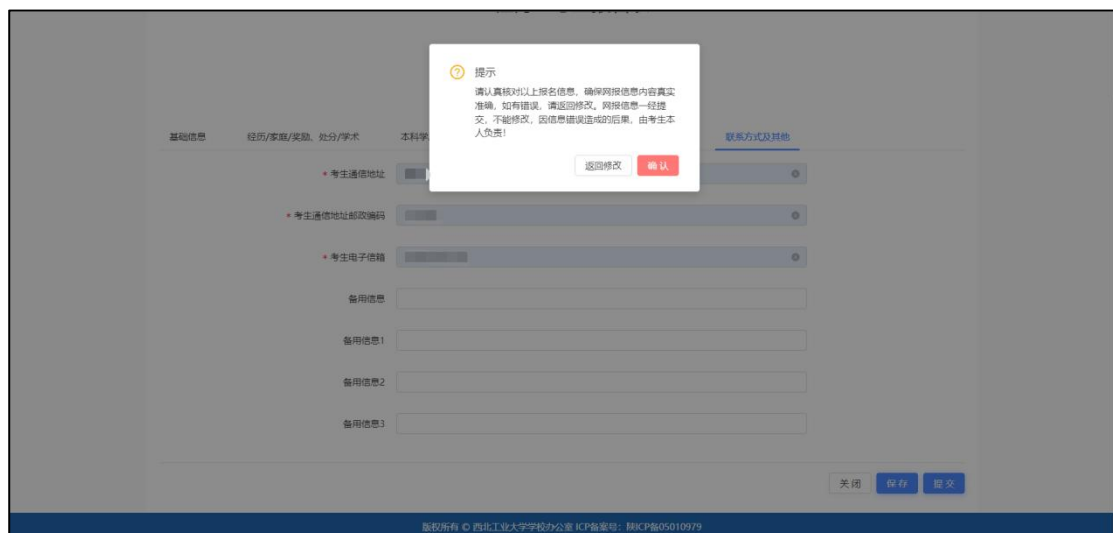 提示
请认真核对以上报名信息，确保网报信息内容真实
准确，如有错误，请返回修改。网报信息一经提
交，不能修改，因信息错误造成的后果，由考生本
人负责！
返回修改 确认
基础信息 经历/家庭/奖励、处分/学术 本科学 联系方式及其他
* 考生通信地址
* 考生通信地址邮政编码
* 考生电子信箱
备用信息
备用信息1
备用信息2
备用信息3
关闭 保存 提交
版权所有 © 西北工业大学学校办公室 ICP备案号：陕ICP备05010979